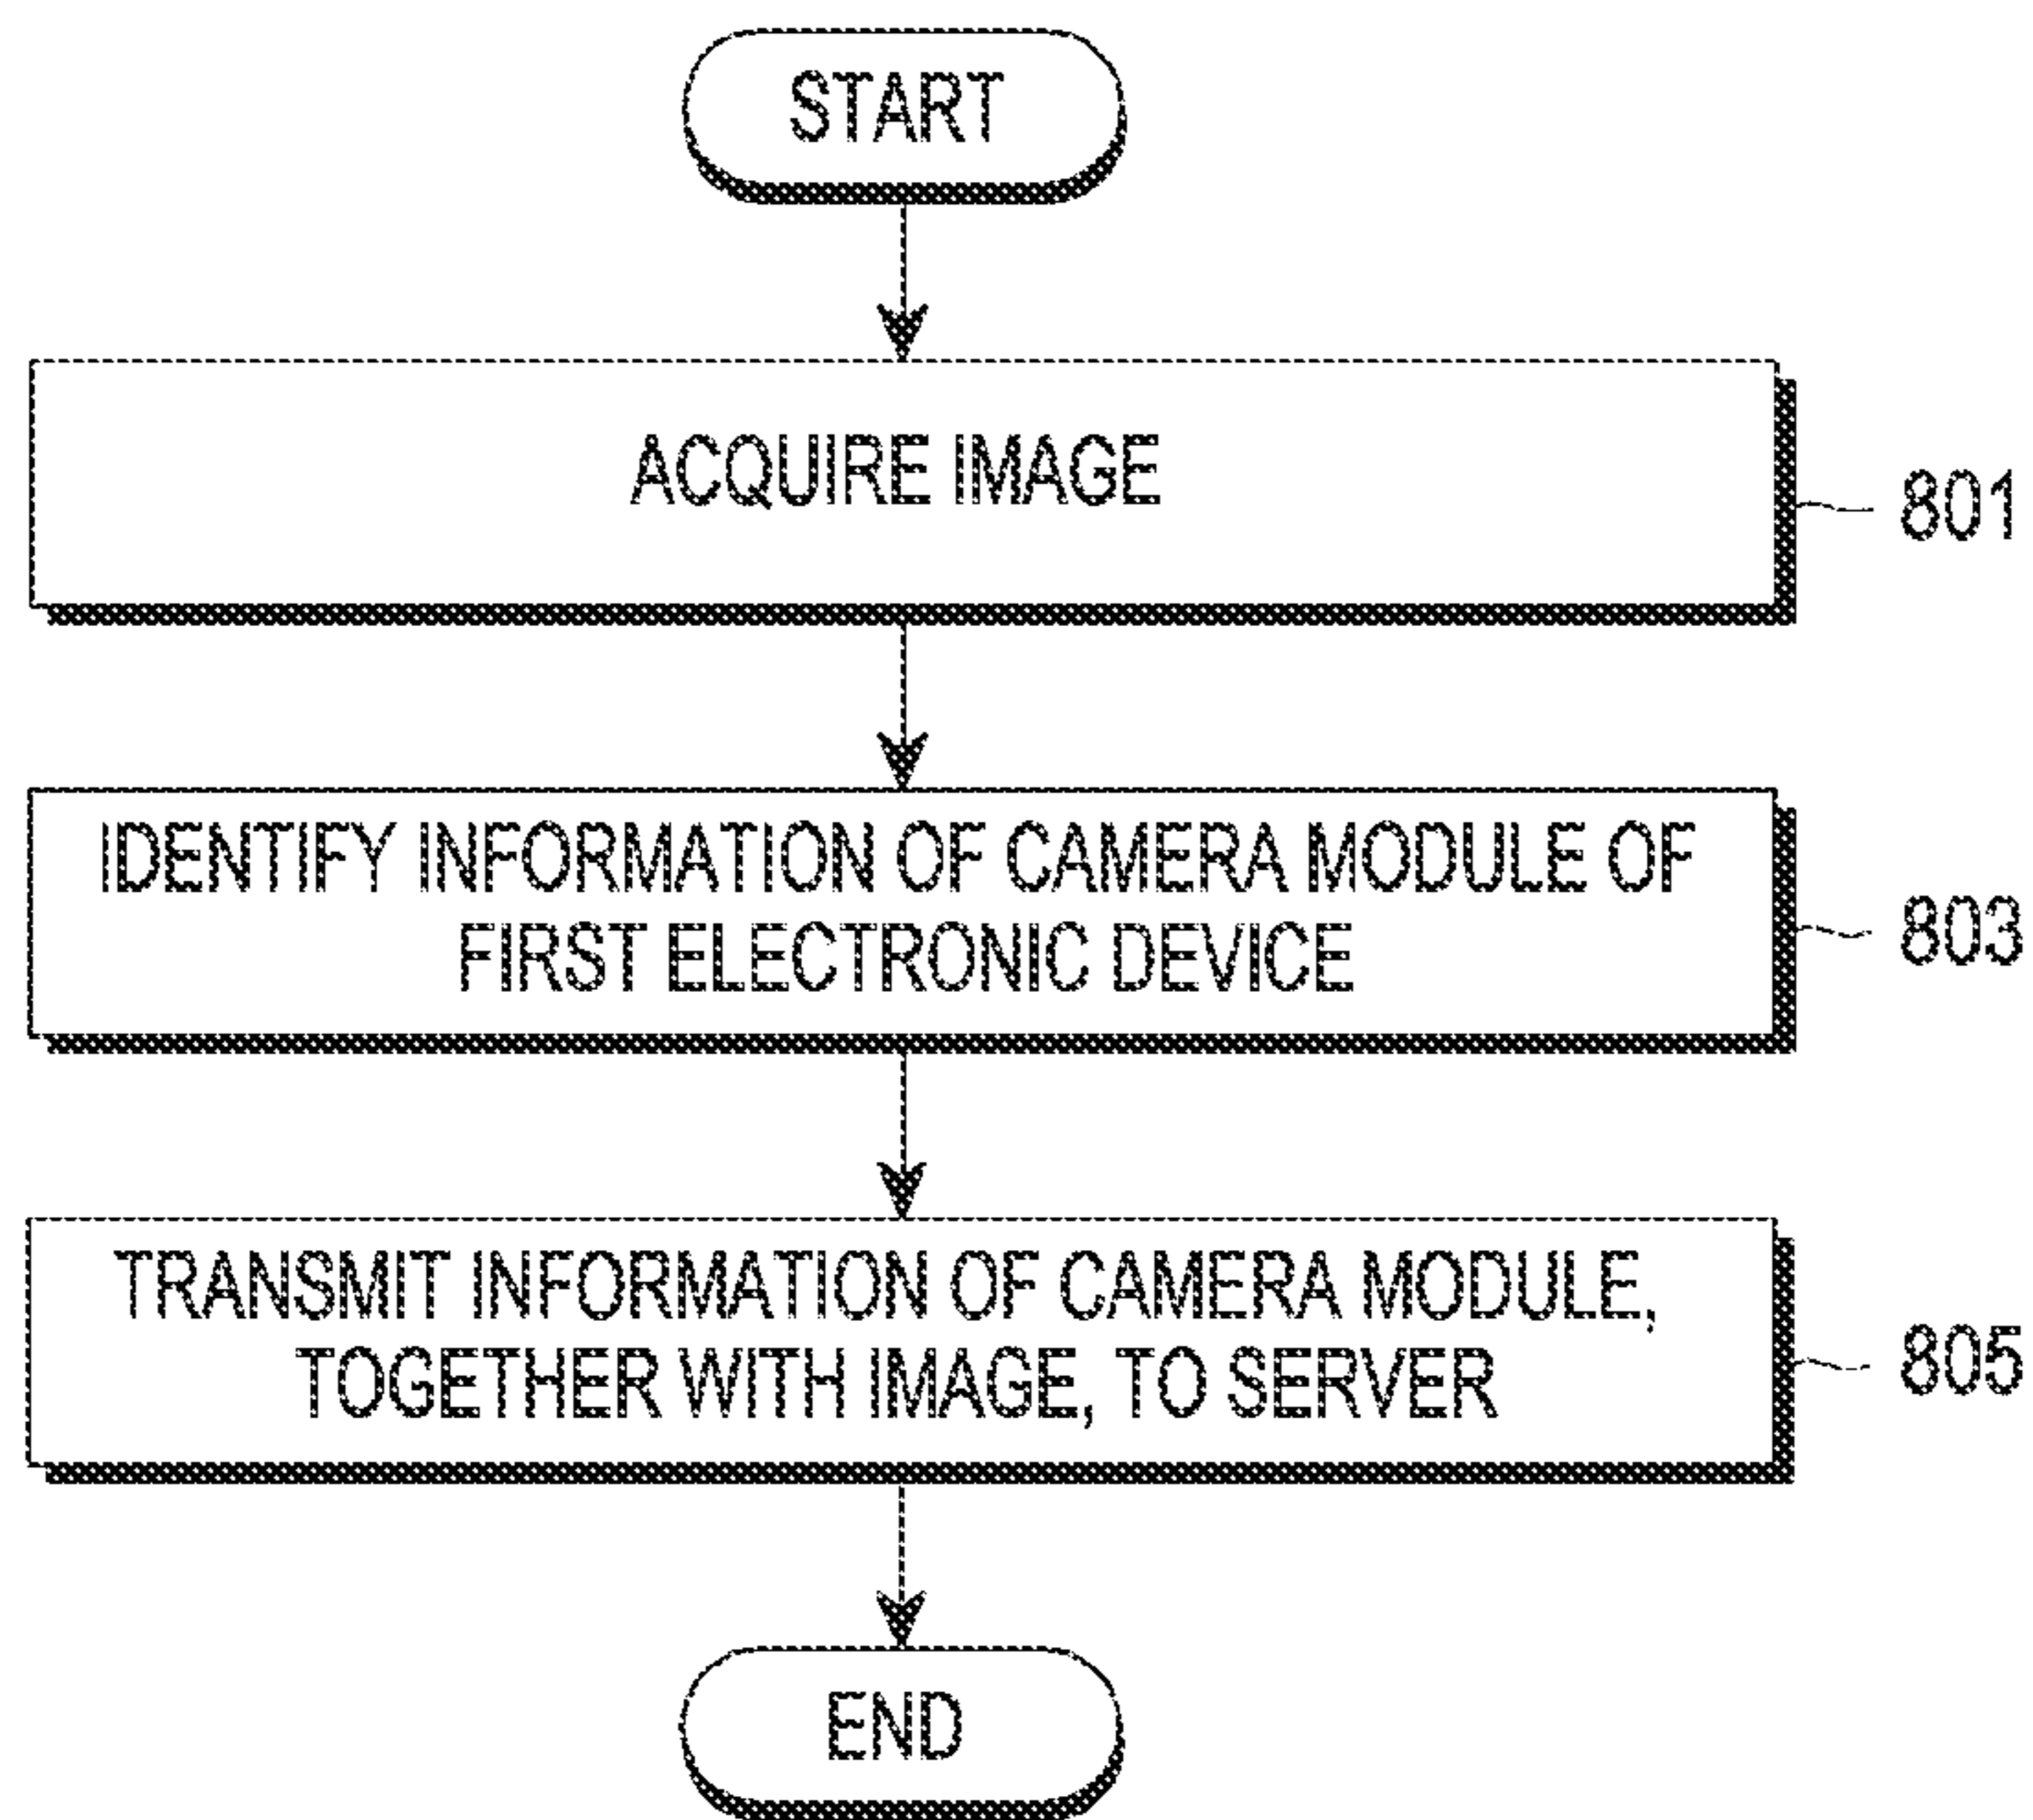 START
ACQUIRE IMAGE
801
IDENTIFY INFORMATION OF CAMERA MODULE OF
FIRST ELECTRONIC DEVICE
803
TRANSMIT INFORMATION OF CAMERA MODULE,
TOGETHER WITH IMAGE, TO SERVER
805
END